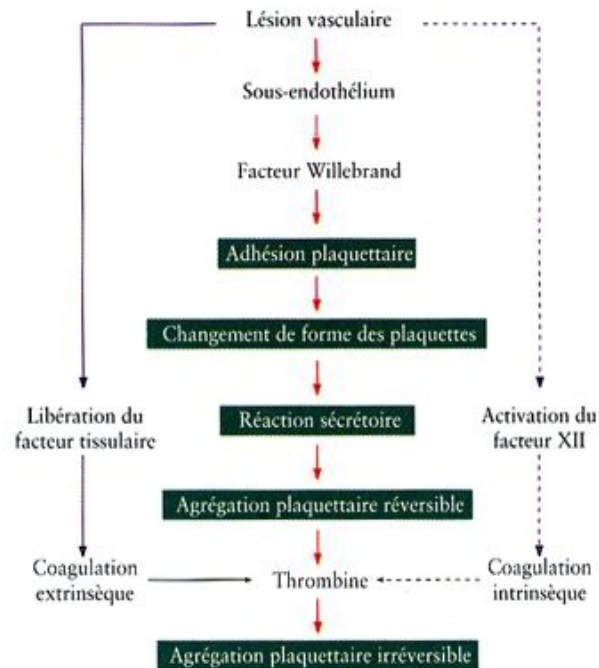 Lésion vasculaire
Sous-endothélium
Facteur Willebrand
Adhésion plaquettaire
Changement de forme des plaquettes
Libération du
facteur tissulaire
Réaction sécrétoire
Activation du
facteur XII
Agrégation plaquettaire réversible
Coagulation
extrinsèque
Thrombine
Coagulation
intrinsèque
Agrégation plaquettaire irréversible